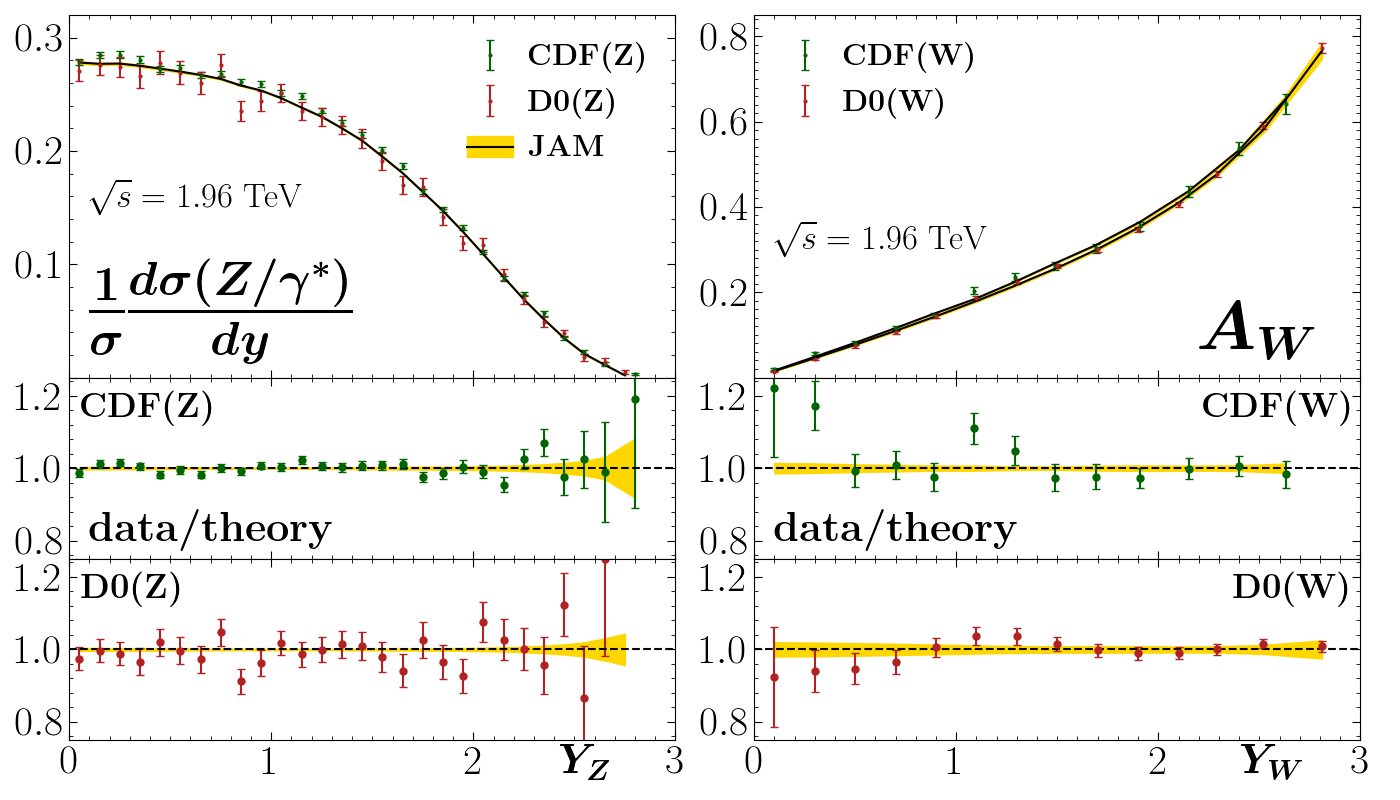 0.3
0.2
0.1
CDF(Z)
D0(Z)
JAM
√s = 1.96 TeV
1/σ dσ(Z/γ*)/dy
0.8
0.6
0.4
0.2
CDF(W)
D0(W)
√s = 1.96 TeV
A_W
1.2
1.0
0.8
CDF(Z)
data/theory
1.2
1.0
0.8
CDF(W)
data/theory
1.2
1.0
0.8
D0(Z)
0 1 2 Y_Z 3
1.2
1.0
0.8
D0(W)
0 1 2 Y_W 3